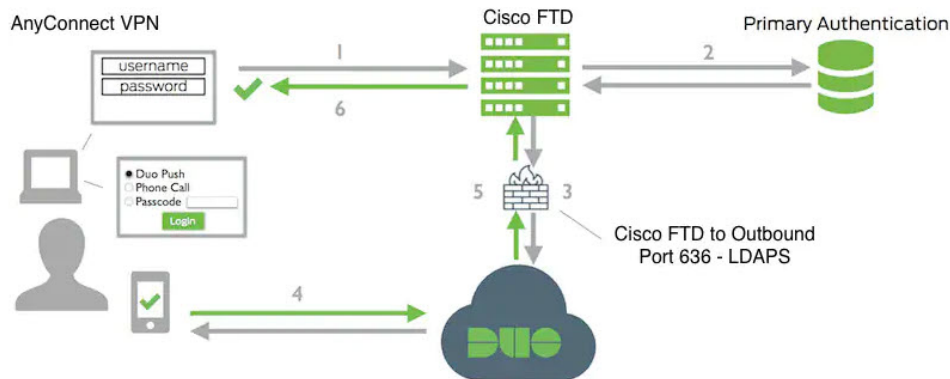 AnyConnect VPN
Cisco FTD
Primary Authentication
username
password
1
2
6
Duo Push
Phone Call
Passcode
Login
5
3
Cisco FTD to Outbound
Port 636 - LDAPS
4
DUO